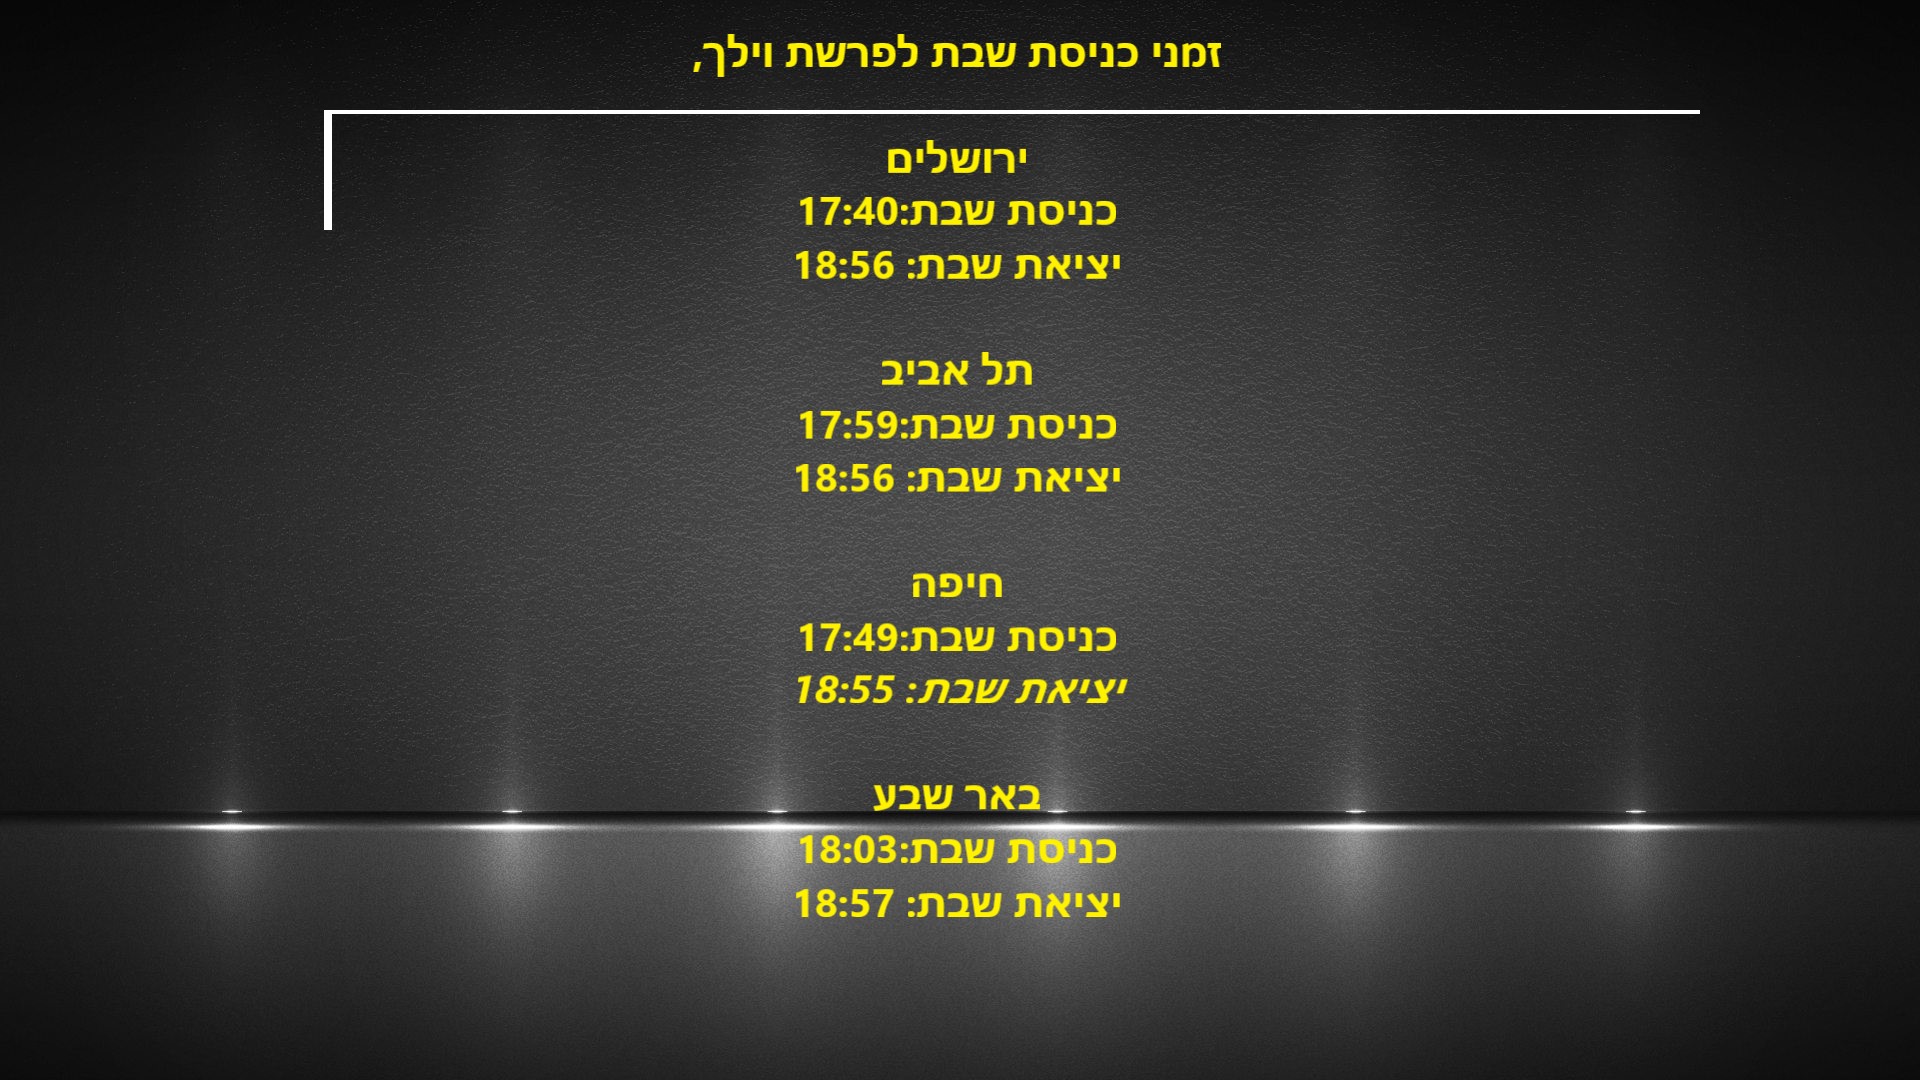 זמני כניסת שבת לפרשת וילך,
ירושלים
כניסת שבת:17:40
יציאת שבת: 18:56
תל אביב
כניסת שבת:17:59
יציאת שבת: 18:56
חיפה
כניסת שבת:17:49
יציאת שבת: 18:55
באר שבע
כניסת שבת:18:03
יציאת שבת: 18:57